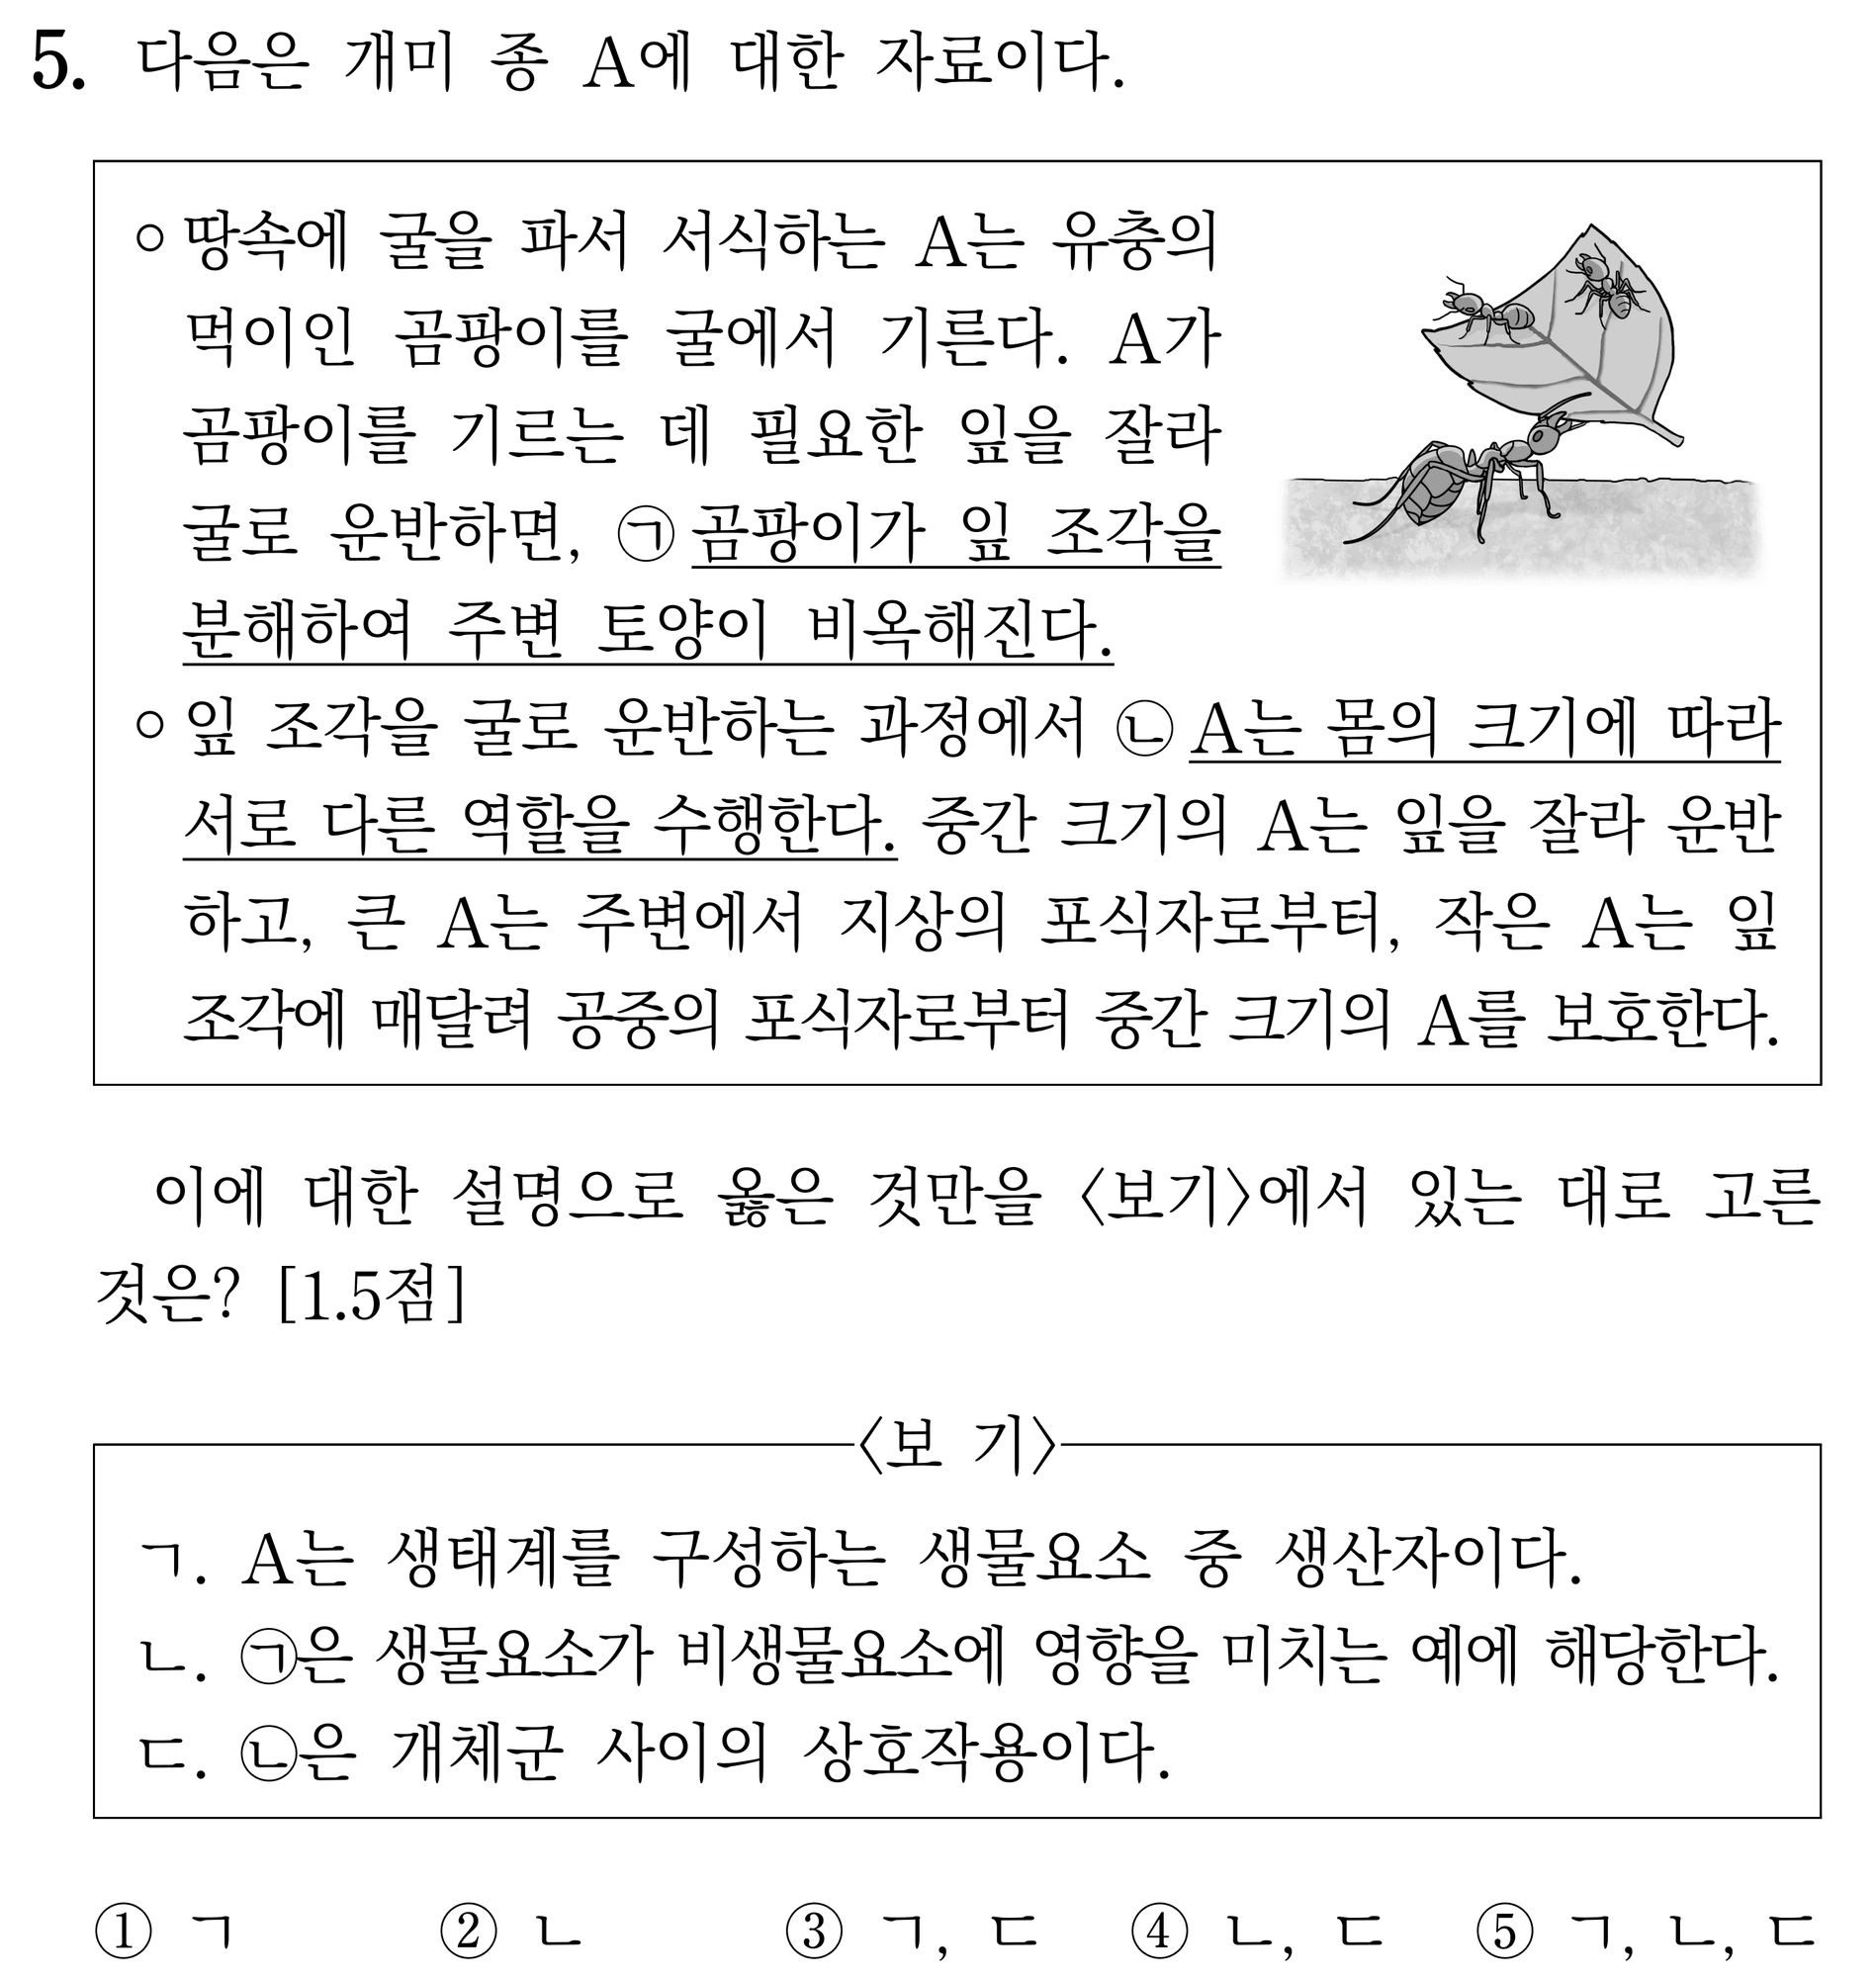 5. 다음은 개미 종 A에 대한 자료이다.
○ 땅속에 굴을 파서 서식하는 A는 유충의
먹이인 곰팡이를 굴에서 기른다. A가
곰팡이를 기르는 데 필요한 잎을 잘라
굴로 운반하면, ㉠곰팡이가 잎 조각을
분해하여 주변 토양이 비옥해진다.
○ 잎 조각을 굴로 운반하는 과정에서 ㉡A는 몸의 크기에 따라
서로 다른 역할을 수행한다. 중간 크기의 A는 잎을 잘라 운반
하고, 큰 A는 주변에서 지상의 포식자로부터, 작은 A는 잎
조각에 매달려 공중의 포식자로부터 중간 크기의 A를 보호한다.
이에 대한 설명으로 옳은 것만을 〈보기〉에서 있는 대로 고른
것은? [1.5점]
〈보 기〉
ㄱ. A는 생태계를 구성하는 생물요소 중 생산자이다.
ㄴ. ㉠은 생물요소가 비생물요소에 영향을 미치는 예에 해당한다.
ㄷ. ㉡은 개체군 사이의 상호작용이다.
① ㄱ ② ㄴ ③ ㄱ, ㄷ ④ ㄴ, ㄷ ⑤ ㄱ, ㄴ, ㄷ